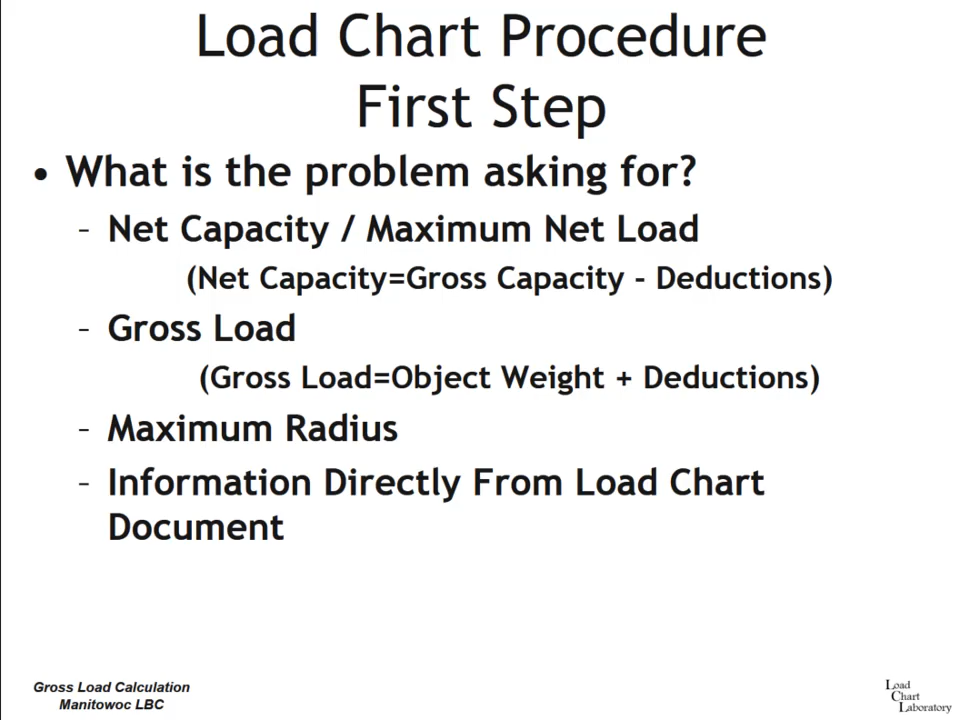 Load Chart Procedure
First Step
• What is the problem asking for?
– Net Capacity / Maximum Net Load
(Net Capacity=Gross Capacity - Deductions)
– Gross Load
(Gross Load=Object Weight + Deductions)
– Maximum Radius
– Information Directly From Load Chart
Document
Gross Load Calculation
Manitowoc LBC
Load
Chart
Laboratory